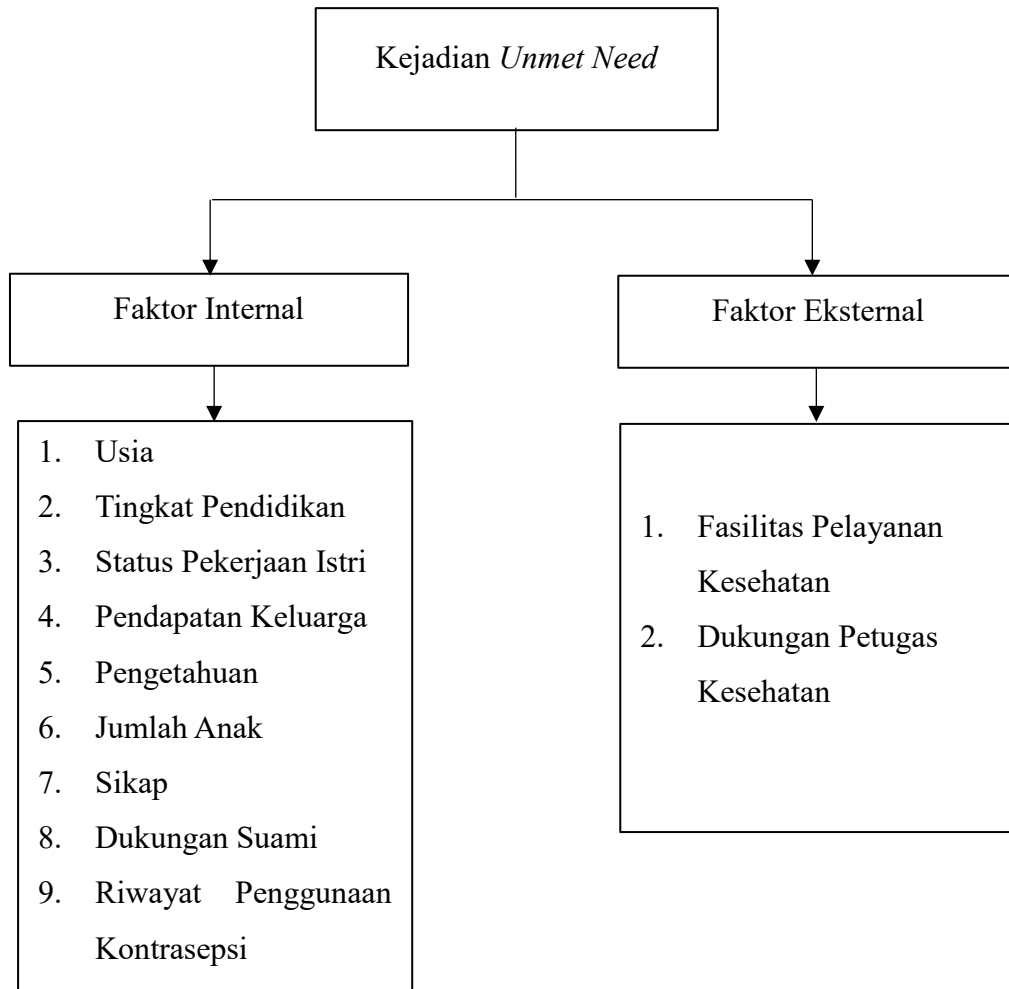 Kejadian Unmet Need
Faktor Internal
Faktor Eksternal
1. Usia
2. Tingkat Pendidikan
3. Status Pekerjaan Istri
4. Pendapatan Keluarga
5. Pengetahuan
6. Jumlah Anak
7. Sikap
8. Dukungan Suami
9. Riwayat Penggunaan
Kontrasepsi
1. Fasilitas Pelayanan
Kesehatan
2. Dukungan Petugas
Kesehatan